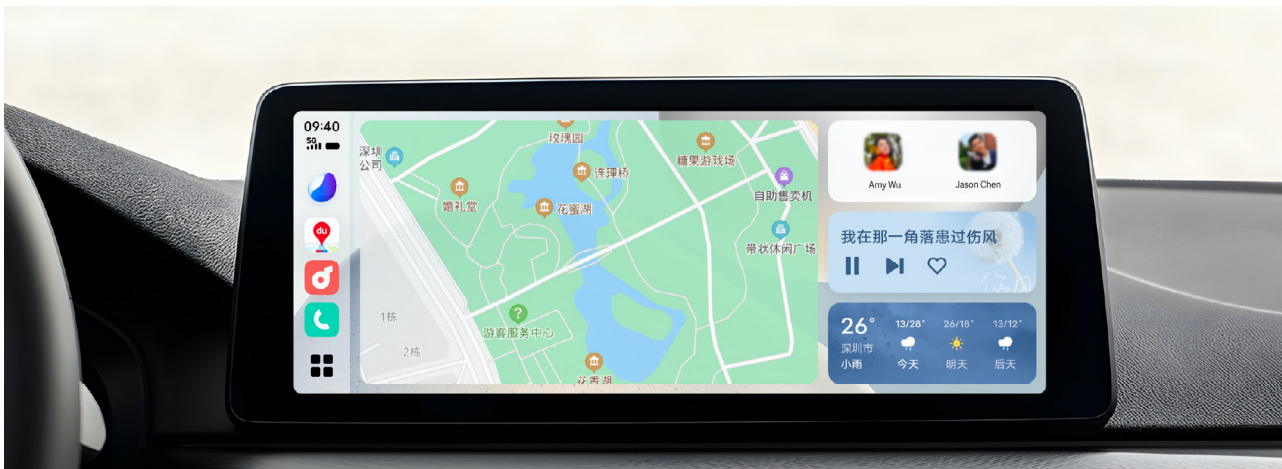 09:40
5G
du
深圳
公司
玫瑰园
连理桥
糖果游戏场
婚礼堂
花蜜湖
自助售卖机
带状休闲广场
1栋
2栋
游客服务中心
花香湖
Amy Wu
Jason Chen
我在那一角落患过伤风
伤风
26°
深圳市
小雨
13/28°
今天
26/18°
明天
13/12°
后天